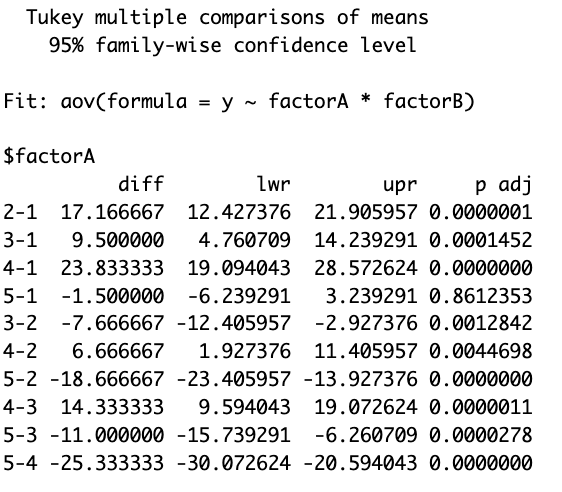 Tukey multiple comparisons of means
95% family-wise confidence level
Fit: aov(formula = y ~ factorA * factorB)
$factorA
diff lwr upr p adj
2-1 17.166667 12.427376 21.905957 0.0000001
3-1 9.500000 4.760709 14.239291 0.0001452
4-1 23.833333 19.094043 28.572624 0.0000000
5-1 -1.500000 -6.239291 3.239291 0.8612353
3-2 -7.666667 -12.405957 -2.927376 0.0012842
4-2 6.666667 1.927376 11.405957 0.0044698
5-2 -18.666667 -23.405957 -13.927376 0.0000000
4-3 14.333333 9.594043 19.072624 0.0000011
5-3 -11.000000 -15.739291 -6.260709 0.0000278
5-4 -25.333333 -30.072624 -20.594043 0.0000000